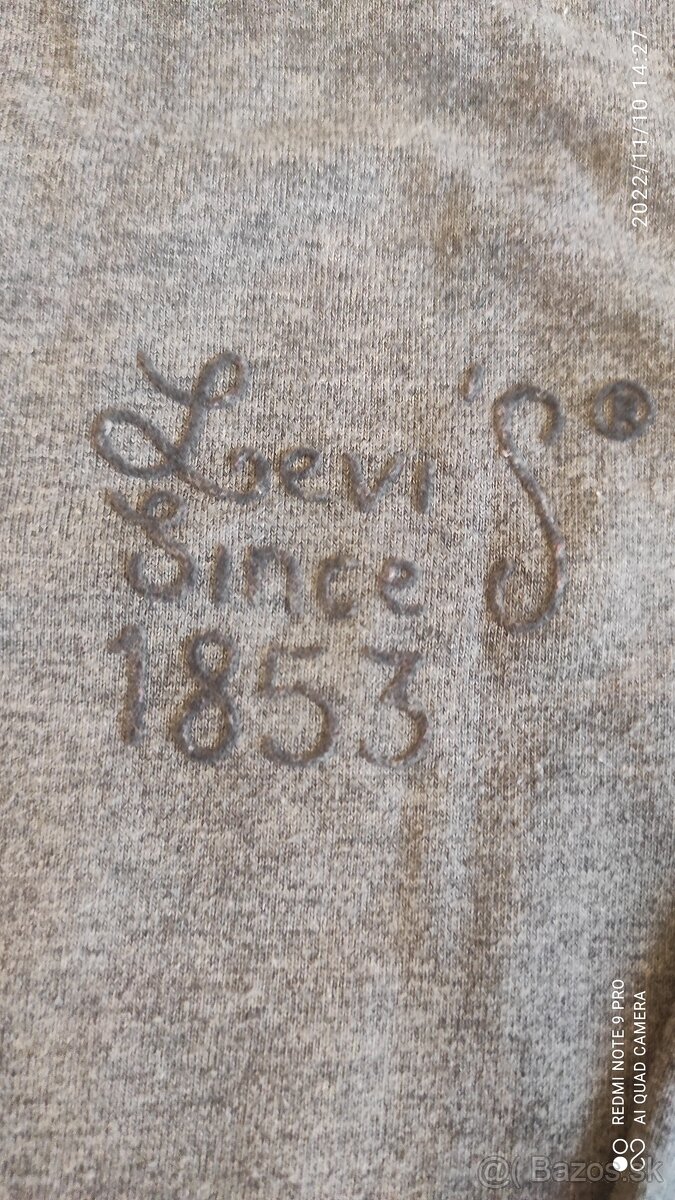 Levi's®
Since
1853
2022/11/10 14:27
REDMI NOTE 9 PRO
AI QUAD CAMERA
@( Bazos.sk